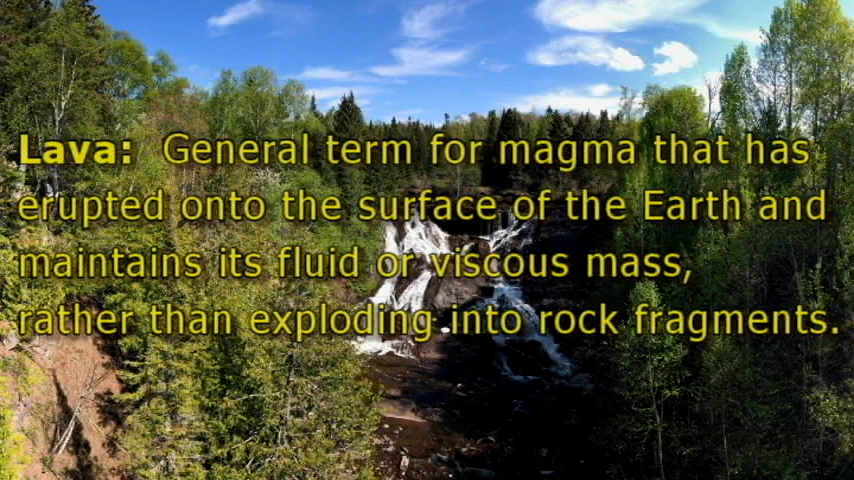 Lava: General term for magma that has
erupted onto the surface of the Earth and
maintains its fluid or viscous mass,
rather than exploding into rock fragments.